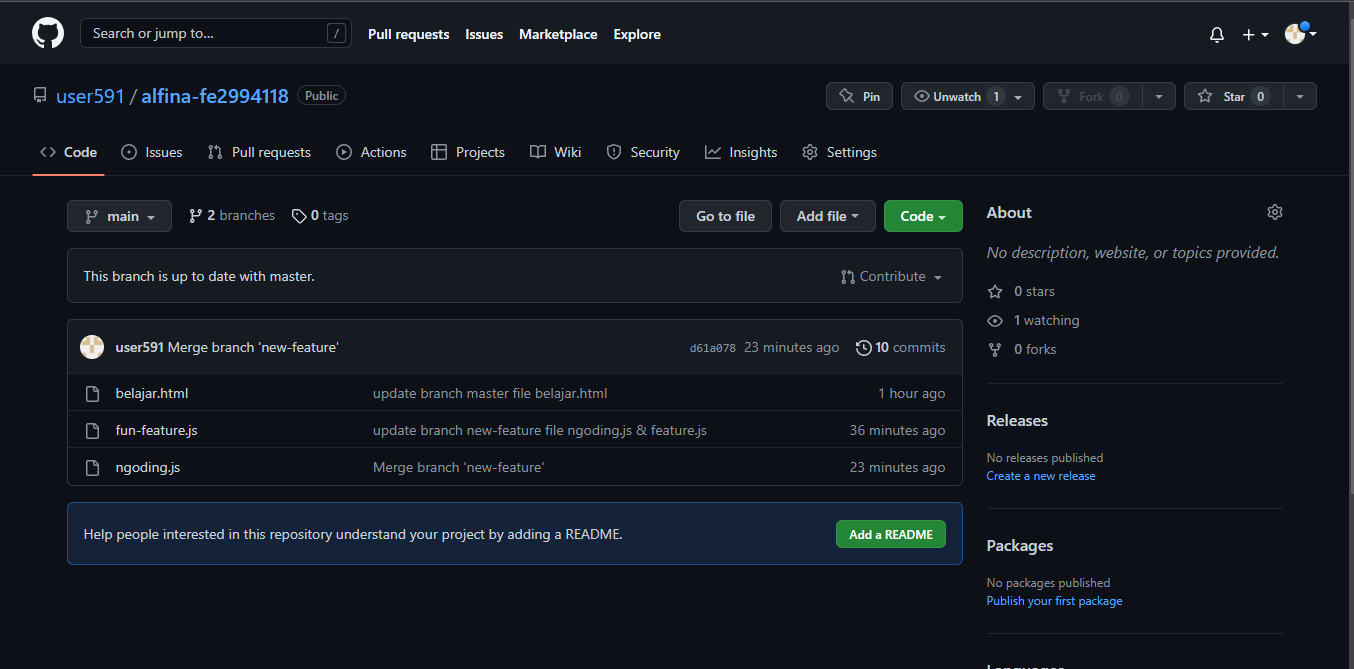 Search or jump to... /
Pull requests Issues Marketplace Explore
user591 / alfina-fe2994118 Public
Pin Unwatch 1 Fork 0 Star 0
Code Issues Pull requests Actions Projects Wiki Security Insights Settings
main 2 branches 0 tags Go to file Add file Code
This branch is up to date with master. Contribute
user591 Merge branch 'new-feature' d61a078 23 minutes ago 10 commits
belajar.html update branch master file belajar.html 1 hour ago
fun-feature.js update branch new-feature file ngoding.js & feature.js 36 minutes ago
ngoding.js Merge branch 'new-feature' 23 minutes ago
Help people interested in this repository understand your project by adding a README. Add a README
About
No description, website, or topics provided.
0 stars
1 watching
0 forks
Releases
No releases published
Create a new release
Packages
No packages published
Publish your first package
Languages